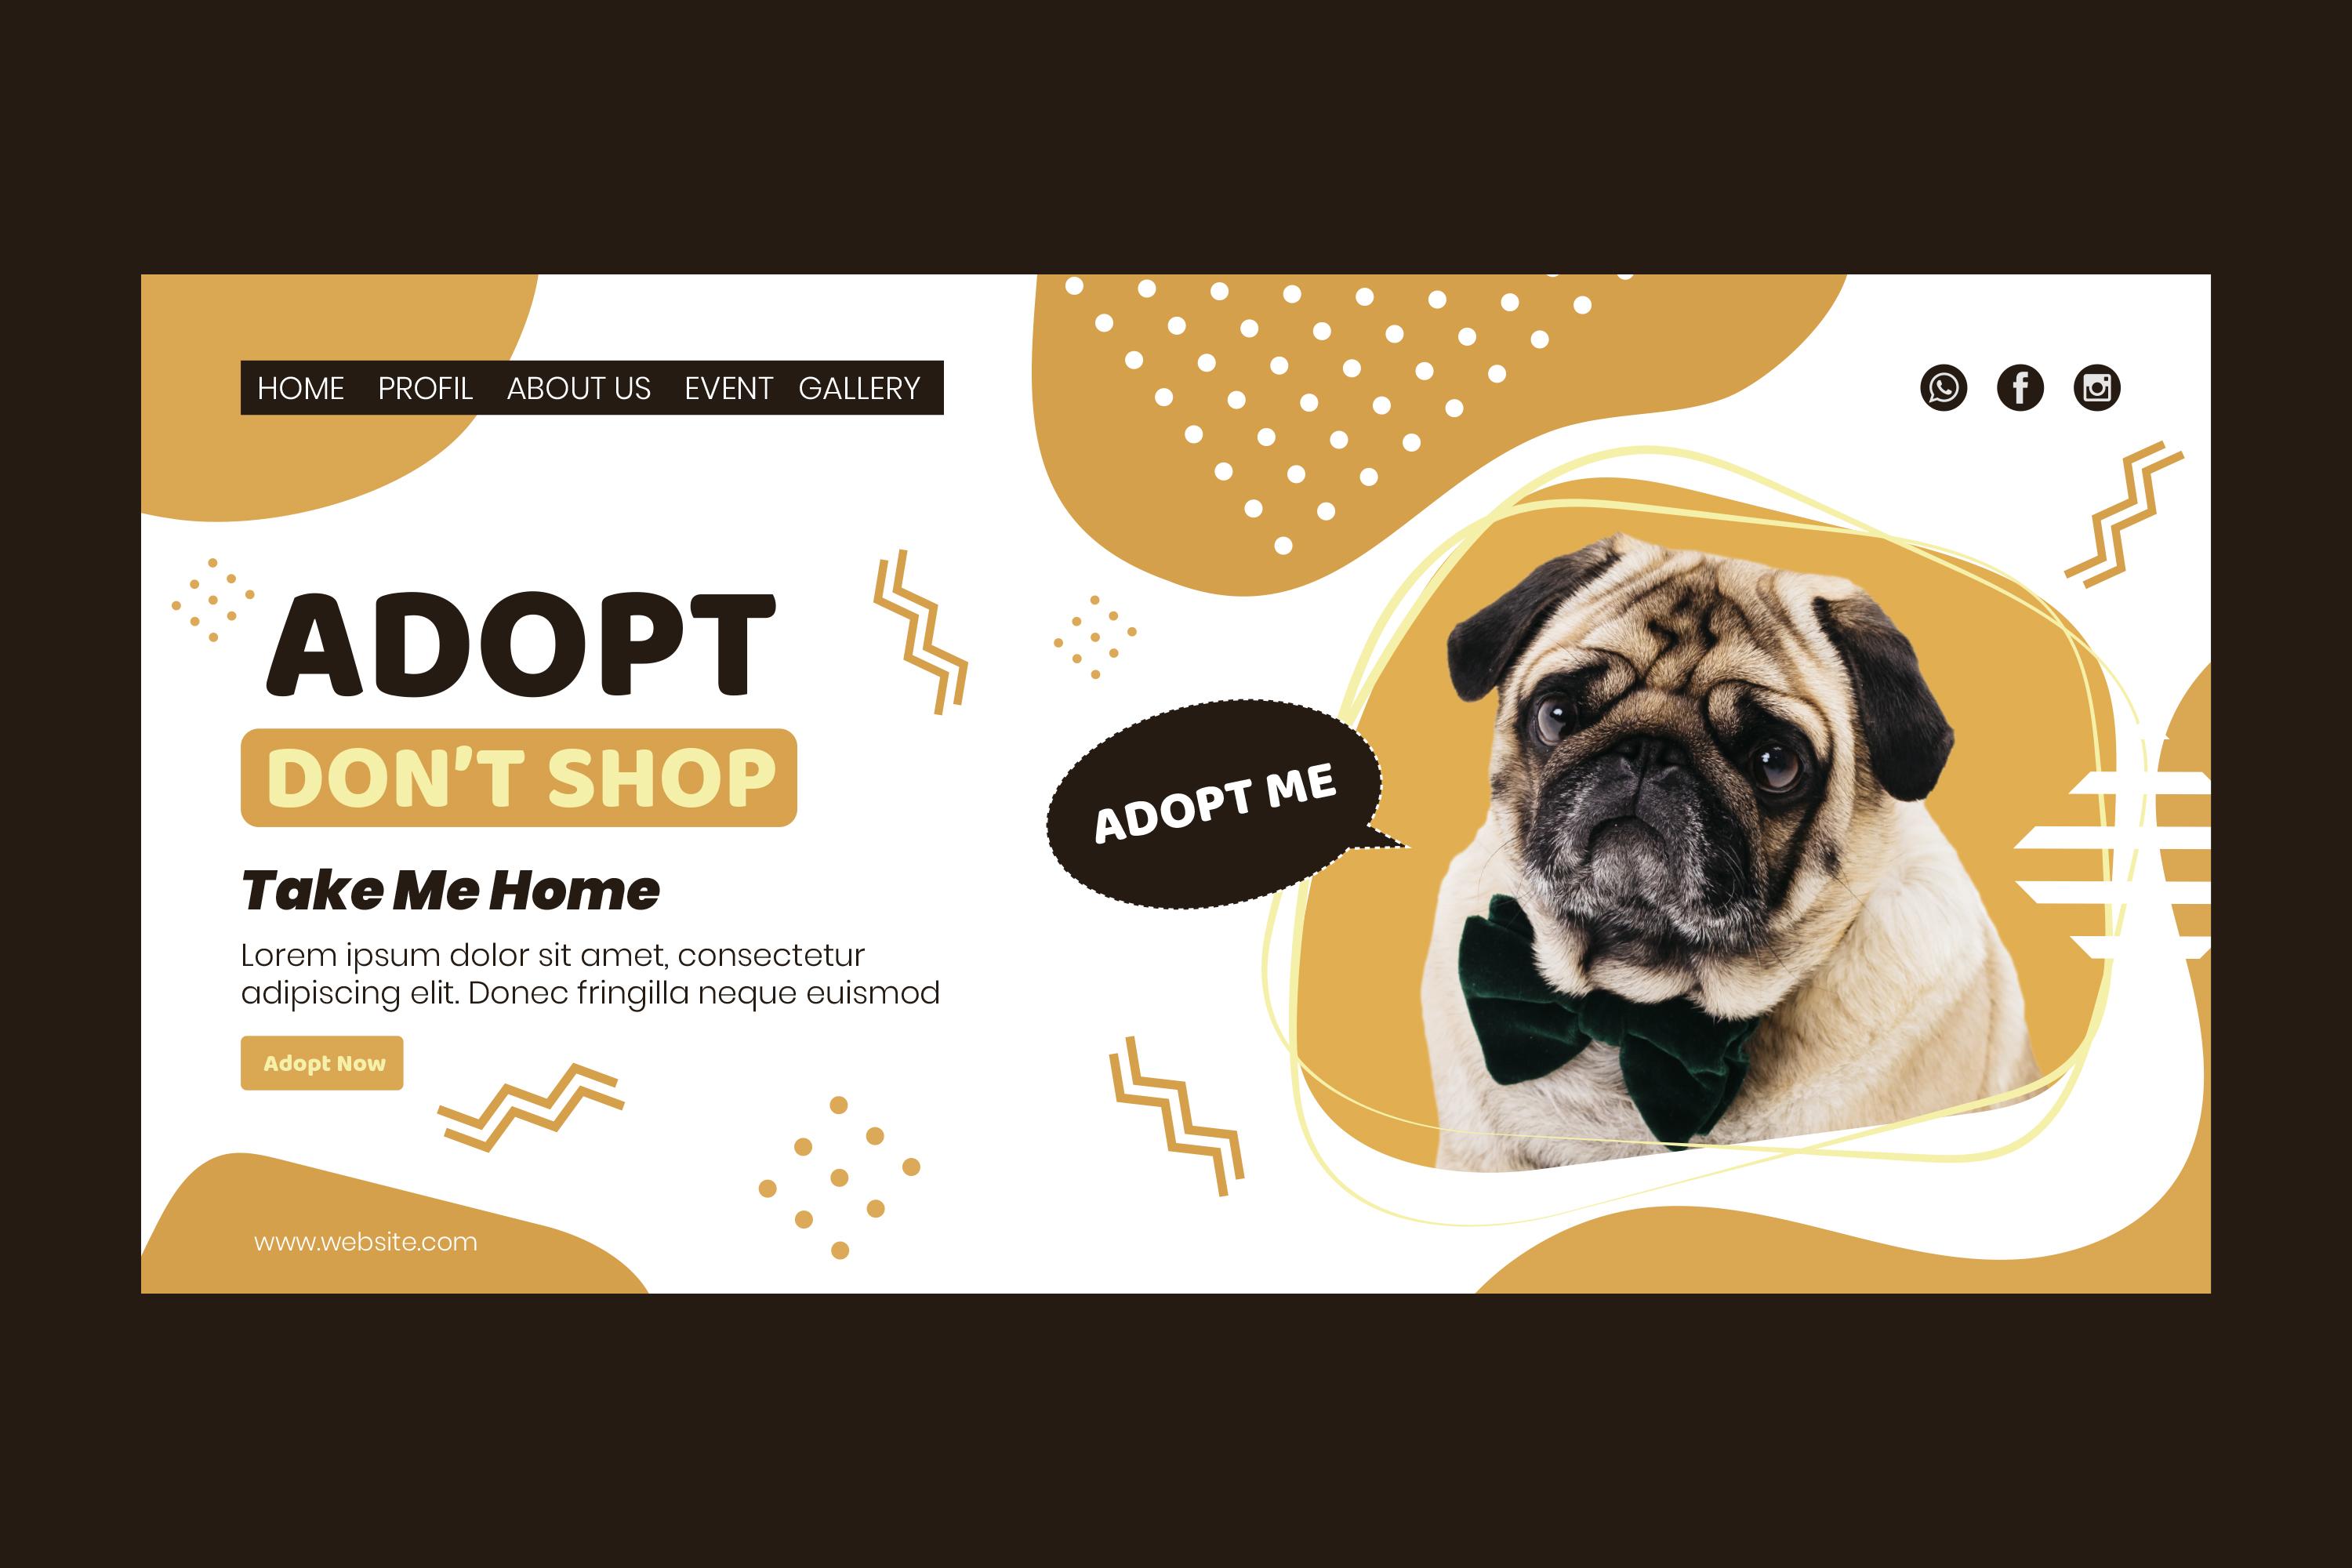 HOME PROFIL ABOUT US EVENT GALLERY
ADOPT
DON'T SHOP
Take Me Home
Lorem ipsum dolor sit amet, consectetur
adipiscing elit. Donec fringilla neque euismod
Adopt Now
www.website.com
ADOPT ME